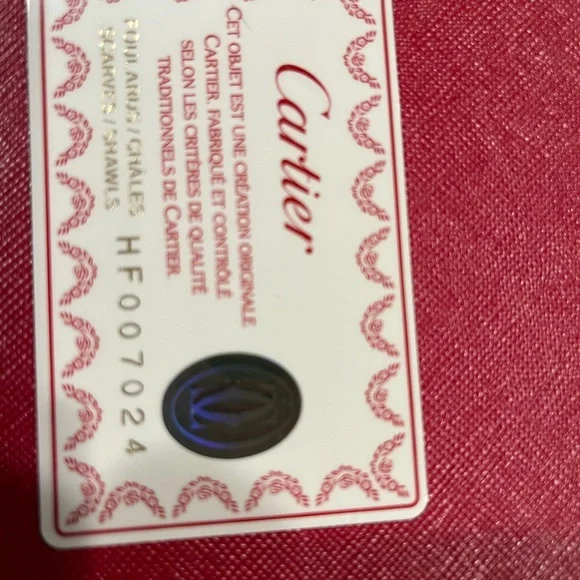 Cartier
CET OBJET EST UNE CRÉATION ORIGINALE
CARTIER, FABRIQUÉ ET CONTRÔLÉ
SELON LES CRITÈRES DE QUALITÉ
TRADITIONNELS DE CARTIER.
FOULARDS / CHÂLES
SCARVES / SHAWLS
HF007024